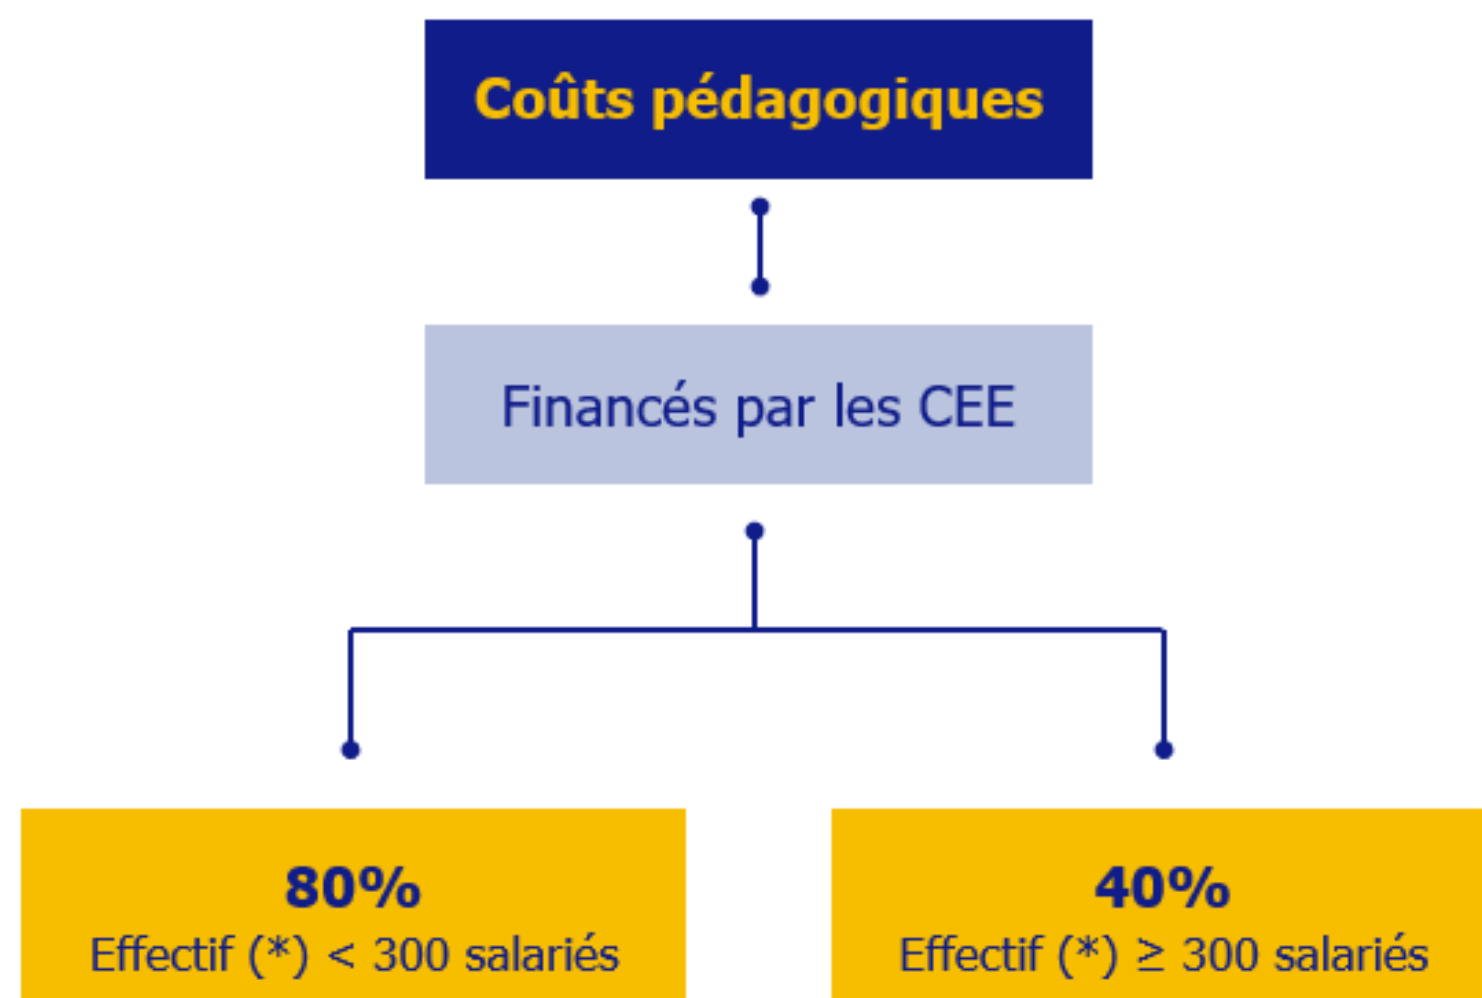 Coûts pédagogiques
Financés par les CEE
80%
Effectif (*) < 300 salariés
40%
Effectif (*) ≥ 300 salariés